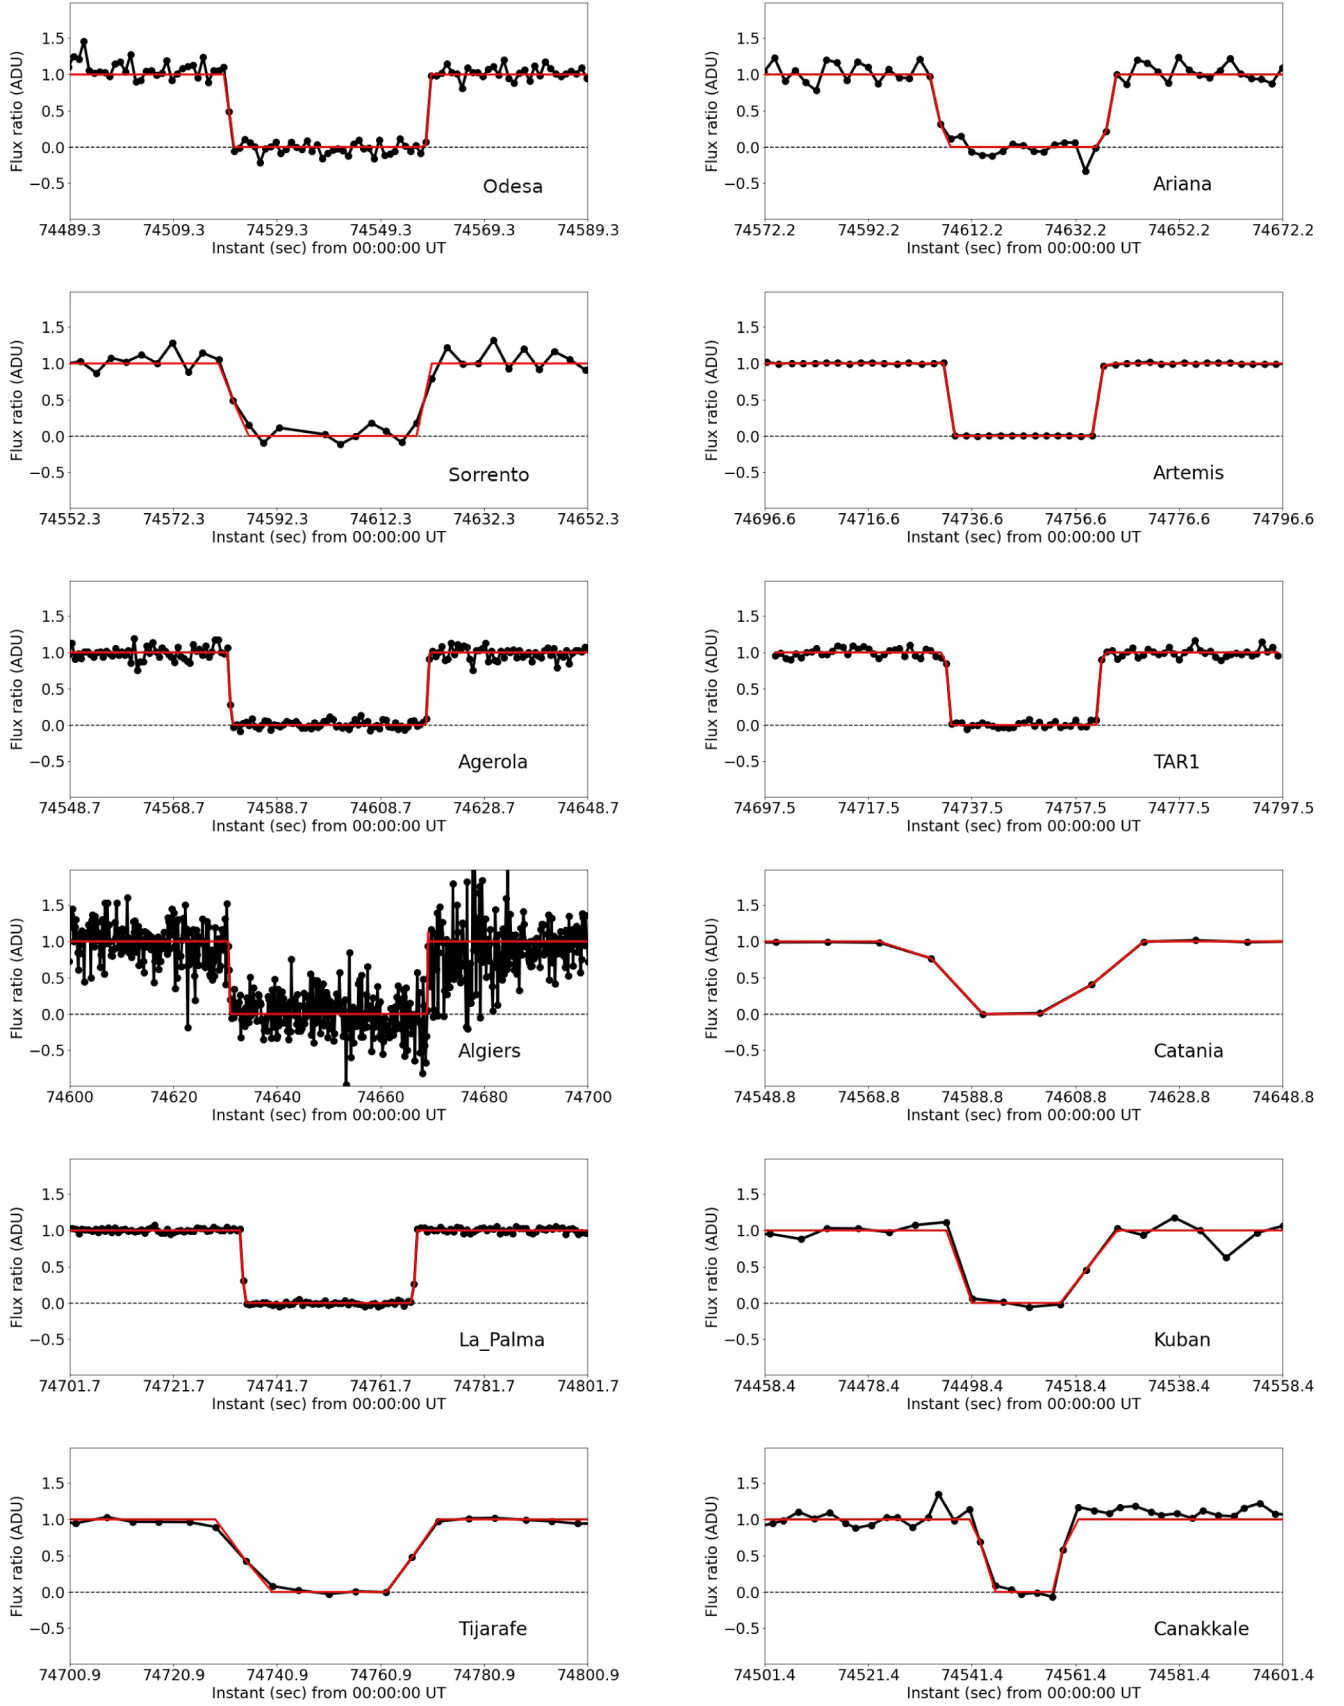 1.5
1.0
0.5
0.0
−0.5
Flux ratio (ADU)
Odesa
74489.3 74509.3 74529.3 74549.3 74569.3 74589.3
Instant (sec) from 00:00:00 UT
1.5
1.0
0.5
0.0
−0.5
Flux ratio (ADU)
Ariana
74572.2 74592.2 74612.2 74632.2 74652.2 74672.2
Instant (sec) from 00:00:00 UT
1.5
1.0
0.5
0.0
−0.5
Flux ratio (ADU)
Sorrento
74552.3 74572.3 74592.3 74612.3 74632.3 74652.3
Instant (sec) from 00:00:00 UT
1.5
1.0
0.5
0.0
−0.5
Flux ratio (ADU)
Artemis
74696.6 74716.6 74736.6 74756.6 74776.6 74796.6
Instant (sec) from 00:00:00 UT
1.5
1.0
0.5
0.0
−0.5
Flux ratio (ADU)
Agerola
74548.7 74568.7 74588.7 74608.7 74628.7 74648.7
Instant (sec) from 00:00:00 UT
1.5
1.0
0.5
0.0
−0.5
Flux ratio (ADU)
TAR1
74697.5 74717.5 74737.5 74757.5 74777.5 74797.5
Instant (sec) from 00:00:00 UT
1.5
1.0
0.5
0.0
−0.5
Flux ratio (ADU)
Algiers
74600 74620 74640 74660 74680 74700
Instant (sec) from 00:00:00 UT
1.5
1.0
0.5
0.0
−0.5
Flux ratio (ADU)
Catania
74548.8 74568.8 74588.8 74608.8 74628.8 74648.8
Instant (sec) from 00:00:00 UT
1.5
1.0
0.5
0.0
−0.5
Flux ratio (ADU)
La_Palma
74701.7 74721.7 74741.7 74761.7 74781.7 74801.7
Instant (sec) from 00:00:00 UT
1.5
1.0
0.5
0.0
−0.5
Flux ratio (ADU)
Kuban
74458.4 74478.4 74498.4 74518.4 74538.4 74558.4
Instant (sec) from 00:00:00 UT
1.5
1.0
0.5
0.0
−0.5
Flux ratio (ADU)
Tijarafe
74700.9 74720.9 74740.9 74760.9 74780.9 74800.9
Instant (sec) from 00:00:00 UT
1.5
1.0
0.5
0.0
−0.5
Flux ratio (ADU)
Canakkale
74501.4 74521.4 74541.4 74561.4 74581.4 74601.4
Instant (sec) from 00:00:00 UT